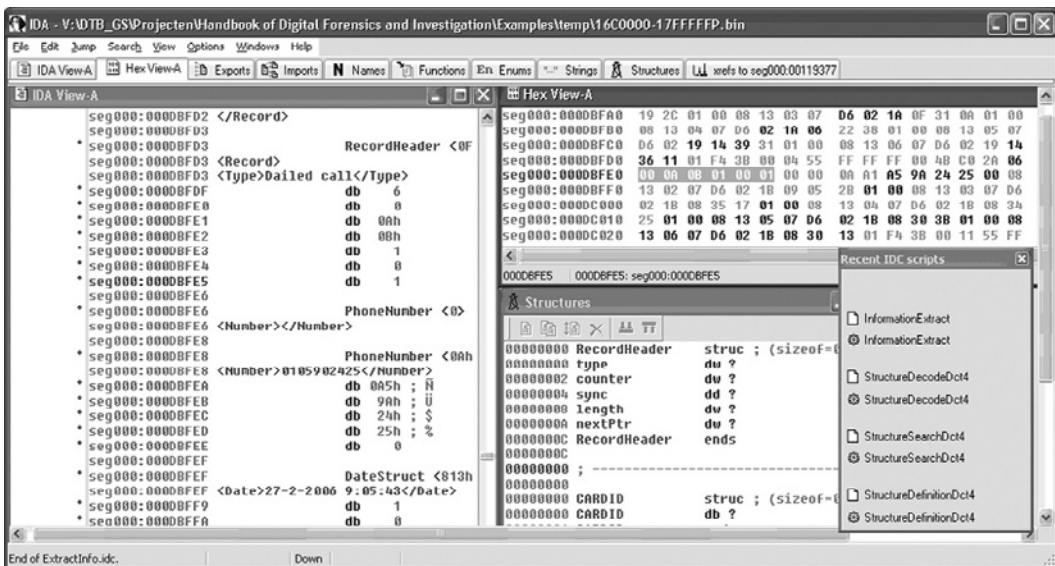 IDA - V:\DTB_GS\Projecten\Handbook of Digital Forensics and Investigation\Examples\temp\16C0000-17FFFFFP.bin
File Edit Jump Search View Options Windows Help
IDA View-A Hex View-A Exports Imports N Names Functions En Enums "..." Strings Structures xrefs to seg000:00119377
IDA View-A
seg000:000DBFD2 </Record>
seg000:000DBFD3
seg000:000DBFD3 RecordHeader <0F
seg000:000DBFD3 <Record>
seg000:000DBFD3 <Type>Dailed call</Type>
seg000:000DBFDF db 6
seg000:000DBFE0 db 0
seg000:000DBFE1 db 0Ah
seg000:000DBFE2 db 0Bh
seg000:000DBFE3 db 1
seg000:000DBFE4 db 0
seg000:000DBFE5 db 1
seg000:000DBFE6
seg000:000DBFE6 PhoneNumber <0>
seg000:000DBFE6 <Number></Number>
seg000:000DBFE8
seg000:000DBFE8 PhoneNumber <0Ah
seg000:000DBFE8 <Number>0105902425</Number>
seg000:000DBFEA db 0A5h ; Ñ
seg000:000DBFEB db 9Ah ; Ü
seg000:000DBFEC db 24h ; $
seg000:000DBFED db 25h ; %
seg000:000DBFEE db 0
seg000:000DBFEF
seg000:000DBFEF DateStruct <813h
seg000:000DBFEF <Date>27-2-2006 9:05:43</Date>
seg000:000DBFF9 db 1
seg000:000DBFFA db 0
Hex View-A
seg000:000DBFA0 19 2C 01 00 08 13 03 07 D6 02 1A 0F 31 0A 01 00
seg000:000DBFB0 08 13 04 07 D6 02 1A 06 22 38 01 00 08 13 05 07
seg000:000DBFC0 D6 02 19 14 39 31 01 00 08 13 06 07 D6 02 19 14
seg000:000DBFD0 36 11 01 F4 3B 00 04 55 FF FF FF 00 4B C0 2A 06
seg000:000DBFE0 00 0A 0B 01 00 01 00 00 0A A1 A5 9A 24 25 00 08
seg000:000DBFF0 13 02 07 D6 02 1B 09 05 2B 01 00 08 13 03 07 D6
seg000:000DC000 02 1B 08 35 17 01 00 08 13 04 07 D6 02 1B 08 34
seg000:000DC010 25 01 00 08 13 05 07 D6 02 1B 08 30 3B 01 00 08
seg000:000DC020 13 06 07 D6 02 1B 08 30 13 01 F4 3B 00 11 55 FF
000DBFE5 000DBFE5: seg000:000DBFE5
Structures
00000000 RecordHeader struc ; (sizeof=
00000000 type dw ?
00000002 counter dw ?
00000004 sync dd ?
00000008 length dw ?
0000000A nextPtr dw ?
0000000C RecordHeader ends
0000000C
00000000 ; ----------------------------
00000000
00000000 CARDID struc ; (sizeof=
00000000 CARDID db ?
Recent IDC scripts
InformationExtract
InformationExtract
StructureDecodeDct4
StructureDecodeDct4
StructureSearchDct4
StructureSearchDct4
StructureDefinitionDct4
StructureDefinitionDct4
End of ExtractInfo.idc. Down